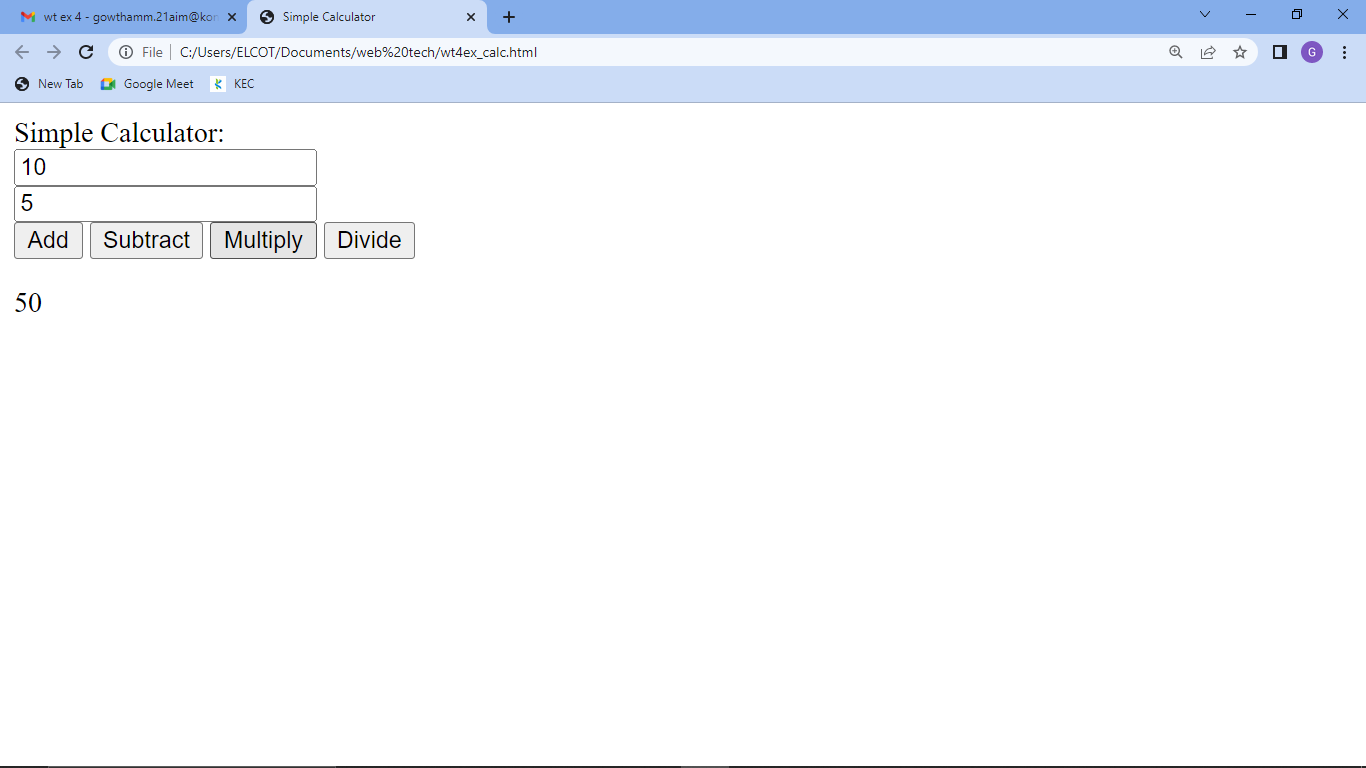 wt ex 4 - gowthamm.21aim@kon
Simple Calculator
File
C:/Users/ELCOT/Documents/web%20tech/wt4ex_calc.html
G
New Tab
Google Meet
KEC
Simple Calculator:
10
5
Add Subtract Multiply Divide
50